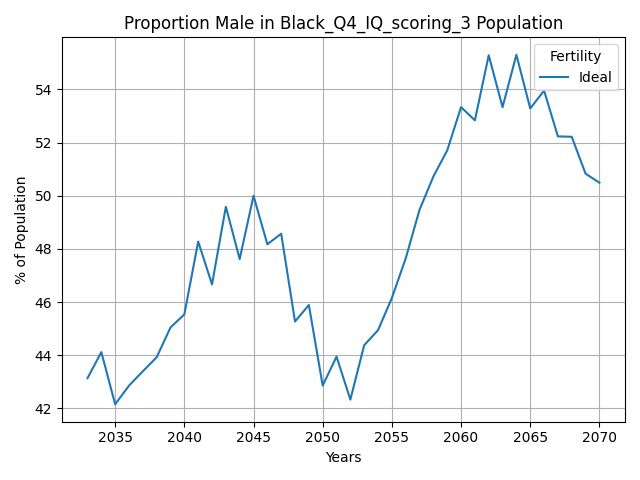 Proportion Male in Black_Q4_IQ_scoring_3 Population
Fertility
Ideal
% of Population
54
52
50
48
46
44
42
2035 2040 2045 2050 2055 2060 2065 2070
Years